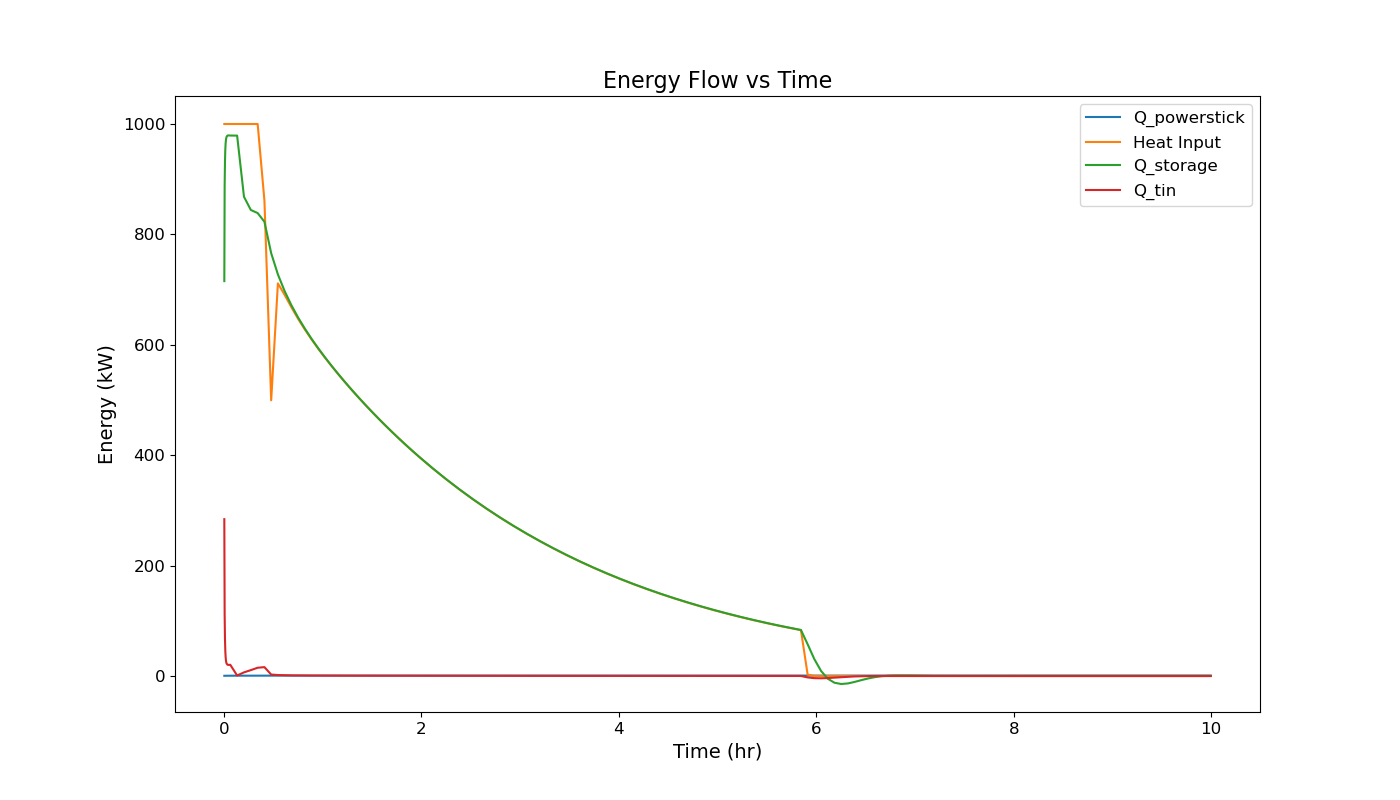 Energy Flow vs Time
Q_powerstick
Heat Input
Q_storage
Q_tin
Energy (kW)
1000
800
600
400
200
0
0 2 4 6 8 10
Time (hr)